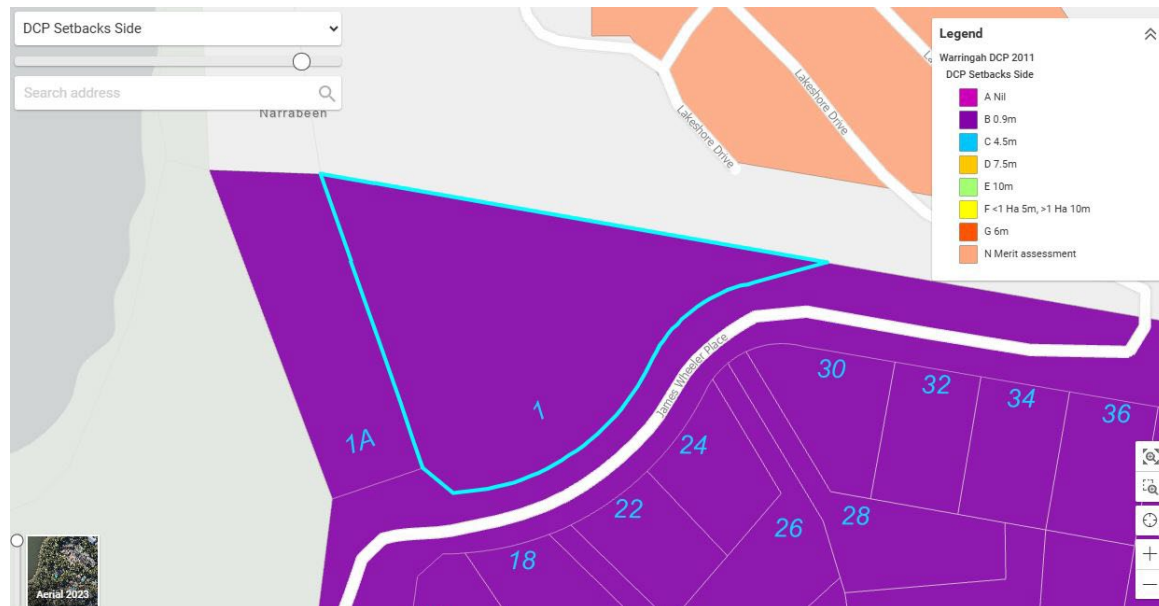 DCP Setbacks Side
Search address
Narrabeen
Lakeshore Drive
Lakeshore Drive
Legend
Warringah DCP 2011
DCP Setbacks Side
A Nil
B 0.9m
C 4.5m
D 7.5m
E 10m
F <1 Ha 5m, >1 Ha 10m
G 6m
N Merit assessment
James Wheeler Place
1
1A
30
32
34
36
24
22
26
28
18
Aerial 2023